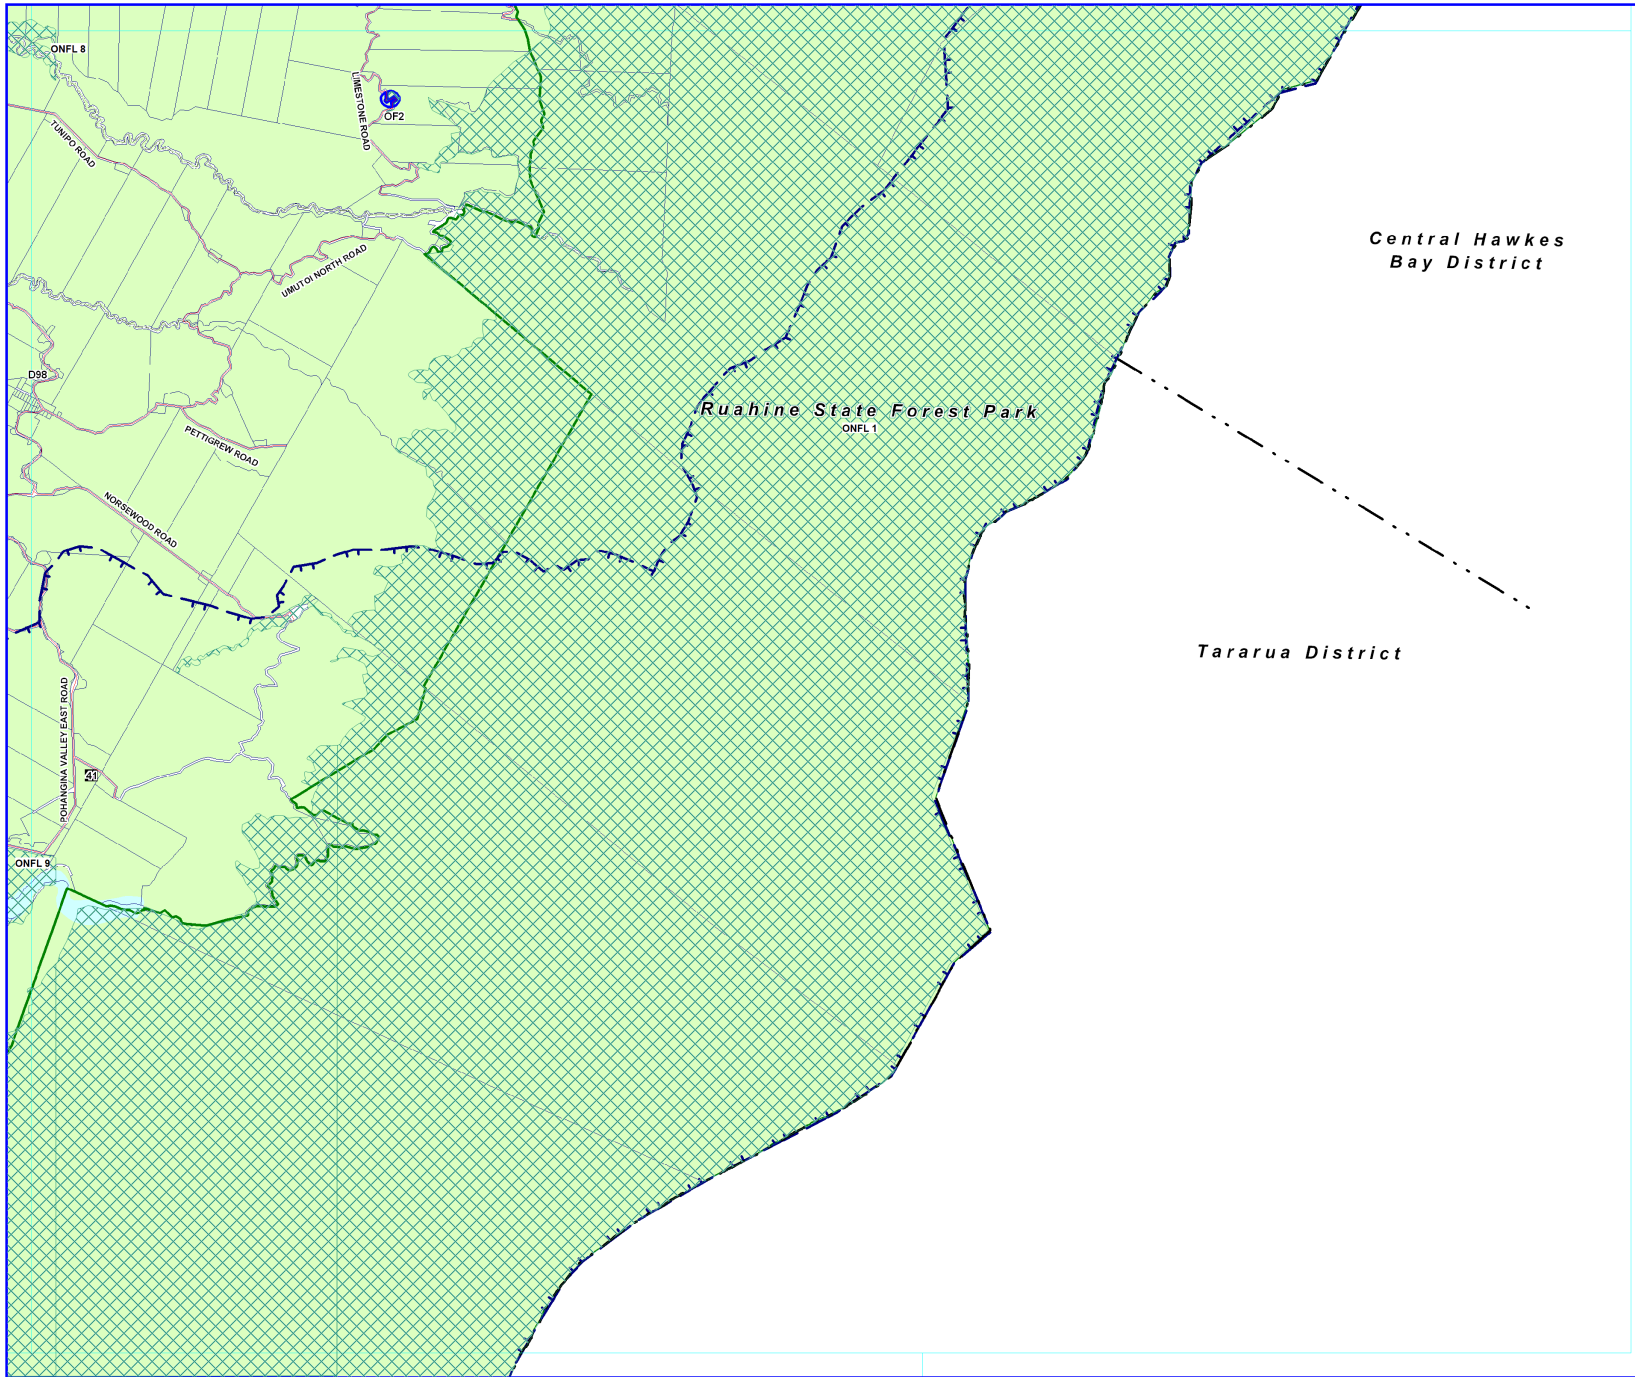 ONFL 8
LIMESTONE ROAD
OF2
TUNIPO ROAD
Central Hawkes
Bay District
UMUTOI NORTH ROAD
D98
Ruahine State Forest Park
ONFL 1
PETTIGREW ROAD
NORSEWOOD ROAD
Tararua District
POHANGINA VALLEY EAST ROAD
41
ONFL 9